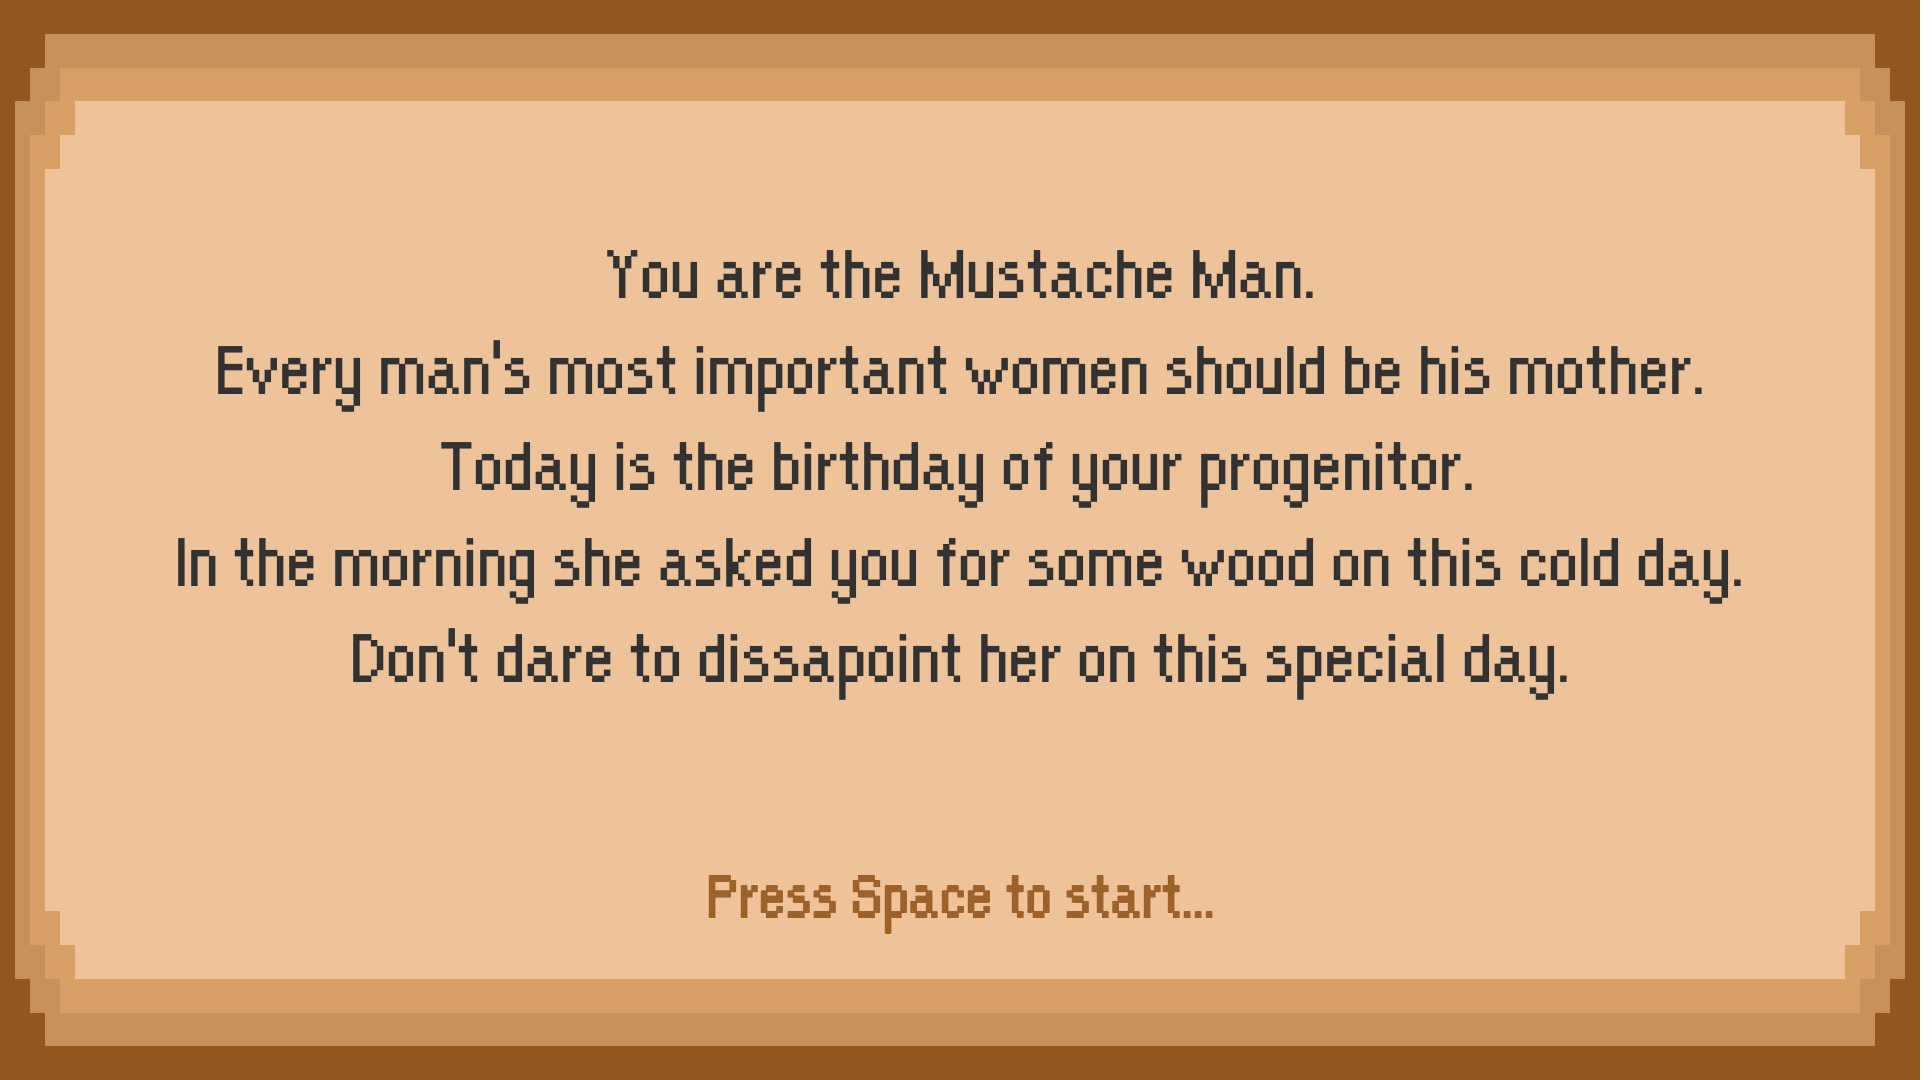 You are the Mustache Man.
Every man's most important women should be his mother.
Today is the birthday of your progenitor.
In the morning she asked you for some wood on this cold day.
Don't dare to dissapoint her on this special day.
Press Space to start...